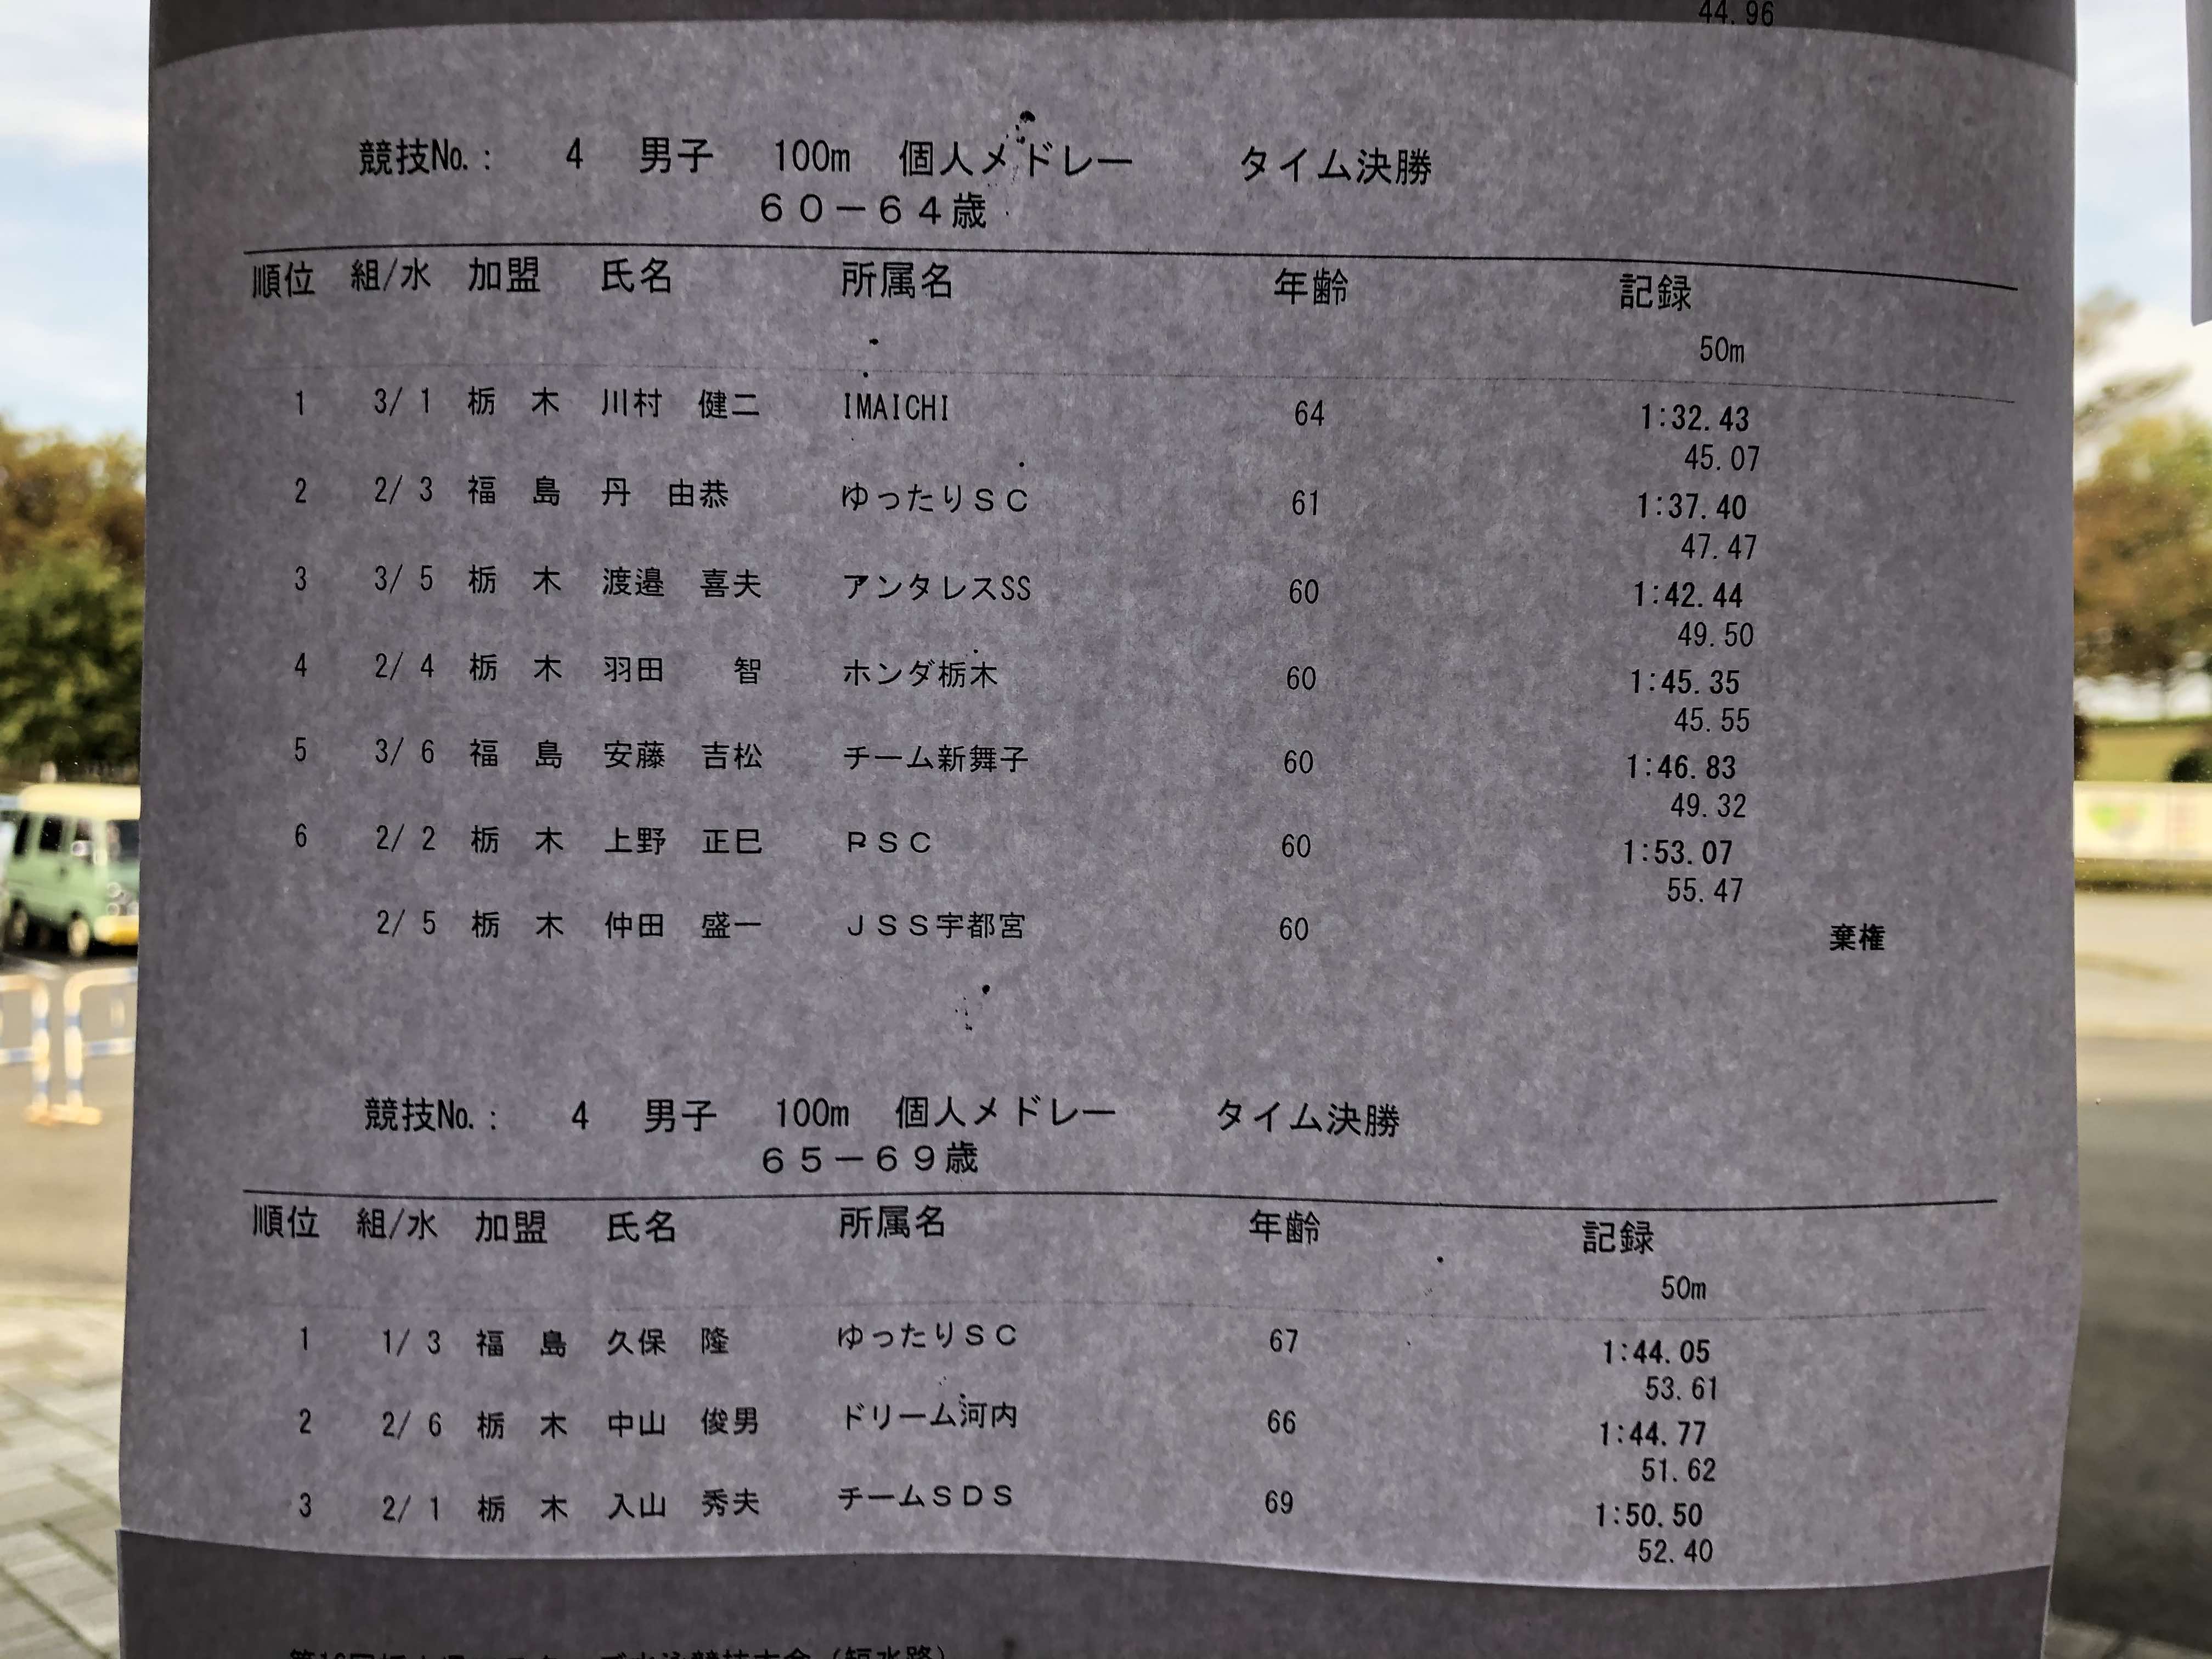 44.96
競技No.: 4 男子 100m 個人メドレー タイム決勝
60－64歳
順位 組/水 加盟 氏名 所属名 年齢 記録
50m
1 3/ 1 栃 木 川村 健二 IMAICHI 64 1:32.43
45.07
2 2/ 3 福 島 丹 由恭 ゆったりSC 61 1:37.40
47.47
3 3/ 5 栃 木 渡邉 喜夫 アンタレスSS 60 1:42.44
49.50
4 2/ 4 栃 木 羽田 智 ホンダ栃木 60 1:45.35
45.55
5 3/ 6 福 島 安藤 吉松 チーム新舞子 60 1:46.83
49.32
6 2/ 2 栃 木 上野 正巳 RSC 60 1:53.07
55.47
2/ 5 栃 木 仲田 盛一 JSS宇都宮 60 棄権
競技No.: 4 男子 100m 個人メドレー タイム決勝
65－69歳
順位 組/水 加盟 氏名 所属名 年齢 記録
50m
1 1/ 3 福 島 久保 隆 ゆったりSC 67 1:44.05
53.61
2 2/ 6 栃 木 中山 俊男 ドリーム河内 66 1:44.77
51.62
3 2/ 1 栃 木 入山 秀夫 チームSDS 69 1:50.50
52.40